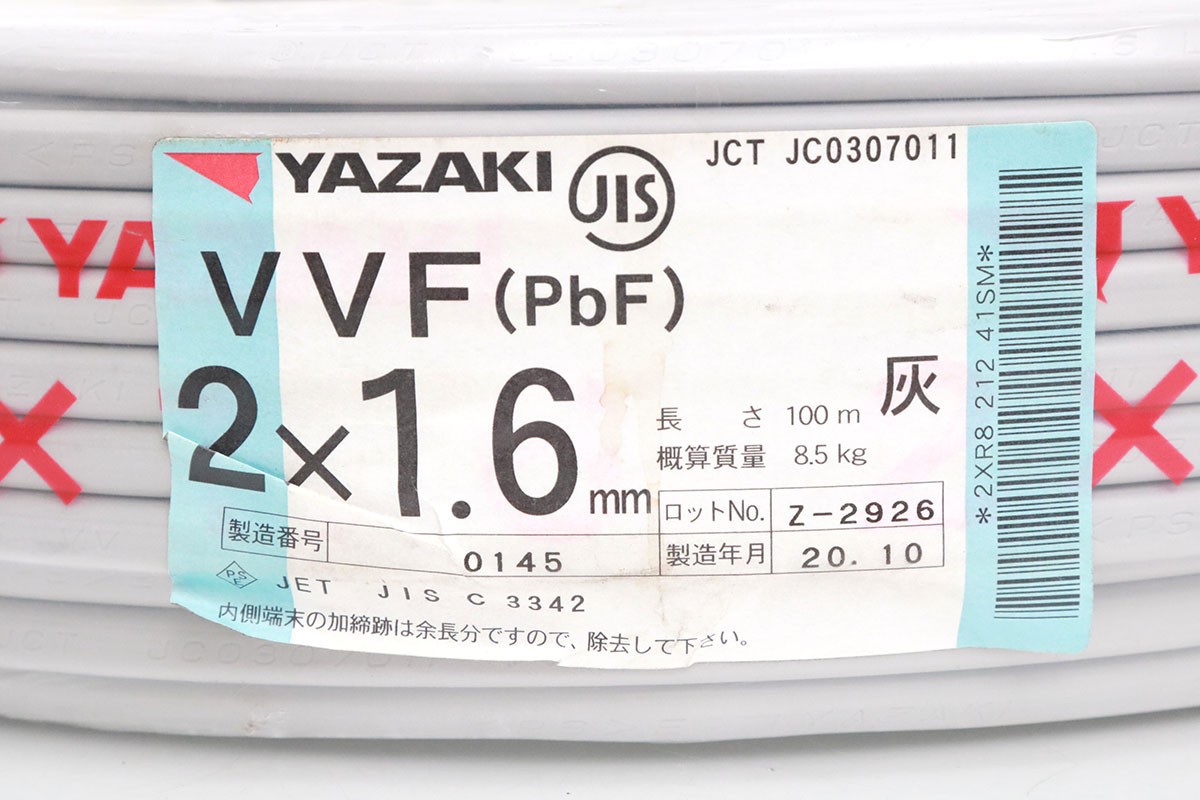 YAZAKI JIS JCT JC0307011
VVF(PbF)
2×1.6mm
長さ 100m 灰
概算質量 8.5kg
ロットNo. Z-2926
製造番号 0145
製造年月 20.10
PSE JET JIS C 3342
内側端末の加締跡は余長分ですので、除去して下さい。
*2XR8 212 41SM*
YA